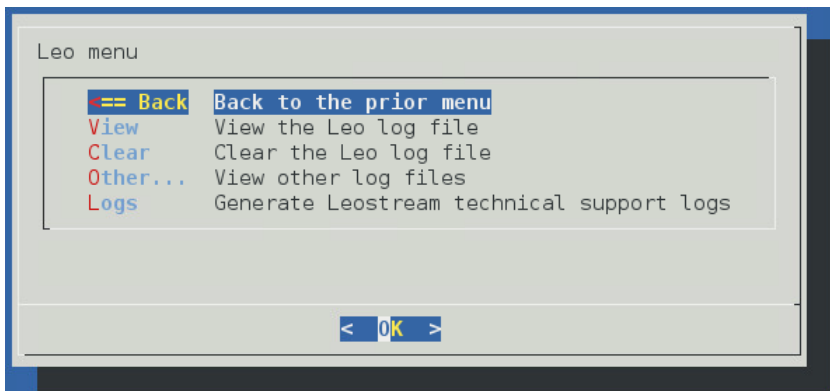 Leo menu
<== Back Back to the prior menu
View View the Leo log file
Clear Clear the Leo log file
Other... View other log files
Logs Generate Leostream technical support logs
< OK >